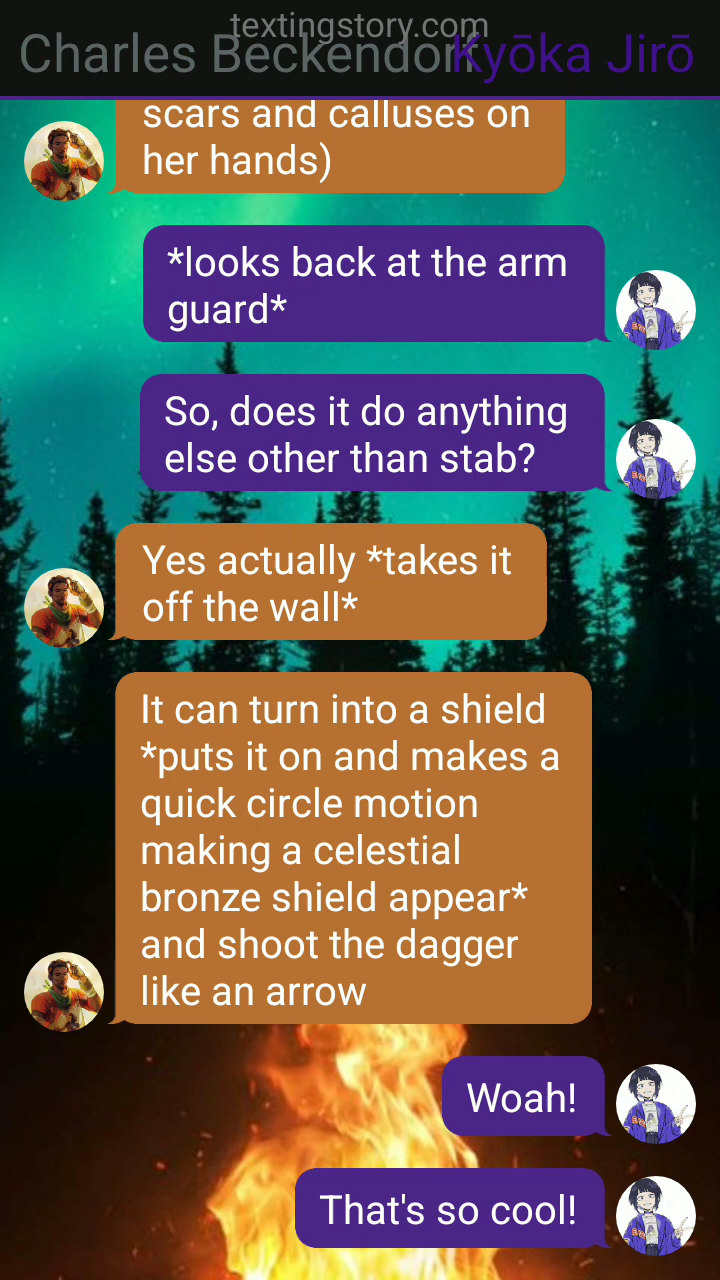 textingstory.com
Charles Beckendorf
Kyōka Jirō
scars and calluses on
her hands)
*looks back at the arm
guard*
So, does it do anything
else other than stab?
Yes actually *takes it
off the wall*
It can turn into a shield
*puts it on and makes a
quick circle motion
making a celestial
bronze shield appear*
and shoot the dagger
like an arrow
Woah!
That's so cool!